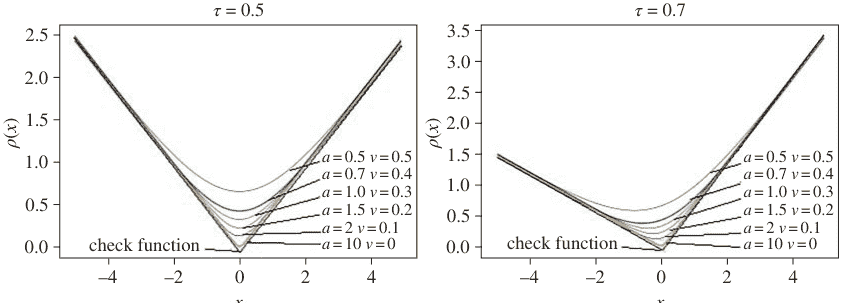 τ = 0.5
ρ(x)
2.5
2.0
1.5
1.0
0.5
0.0
a = 0.5 v = 0.5
a = 0.7 v = 0.4
a = 1.0 v = 0.3
a = 1.5 v = 0.2
a = 2 v = 0.1
a = 10 v = 0
check function
−4 −2 0 2 4
x
τ = 0.7
ρ(x)
3.5
3.0
2.5
2.0
1.5
1.0
0.5
0.0
a = 0.5 v = 0.5
a = 0.7 v = 0.4
a = 1.0 v = 0.3
a = 1.5 v = 0.2
a = 2 v = 0.1
a = 10 v = 0
check function
−4 −2 0 2 4
x